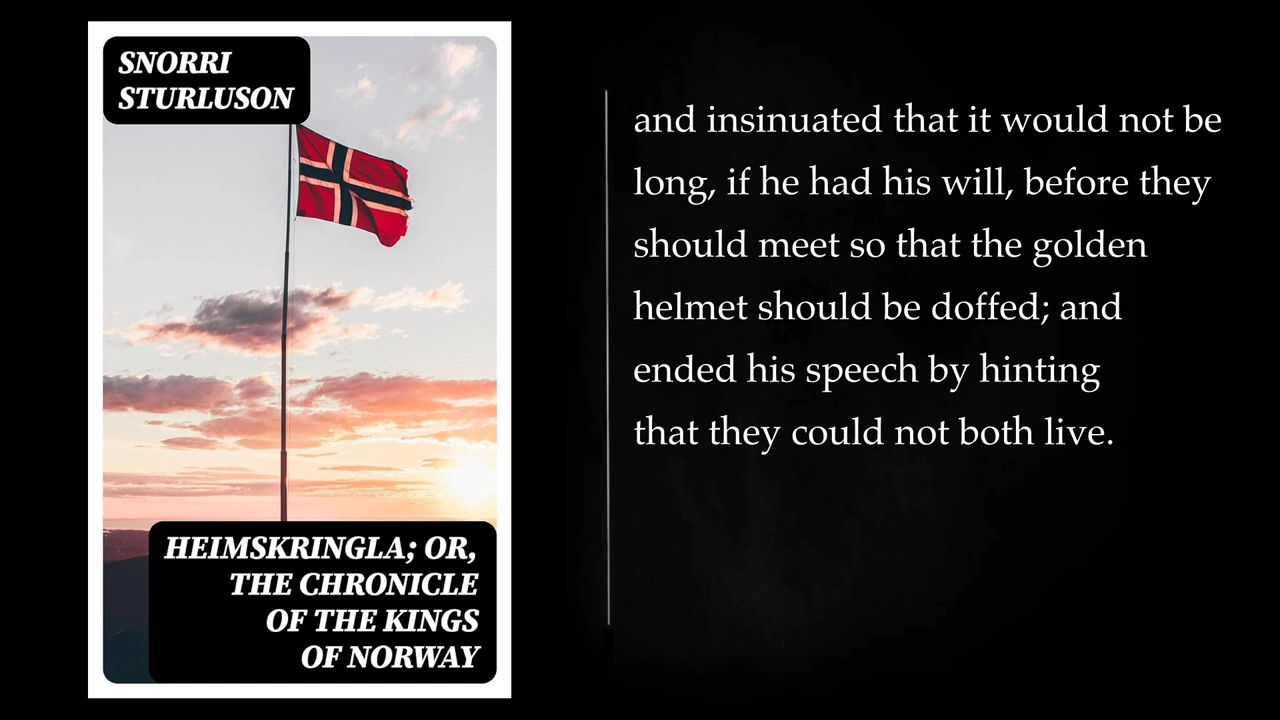 SNORRI
STURLUSON
HEIMSKRINGLA; OR,
THE CHRONICLE
OF THE KINGS
OF NORWAY
and insinuated that it would not be
long, if he had his will, before they
should meet so that the golden
helmet should be doffed; and
ended his speech by hinting
that they could not both live.